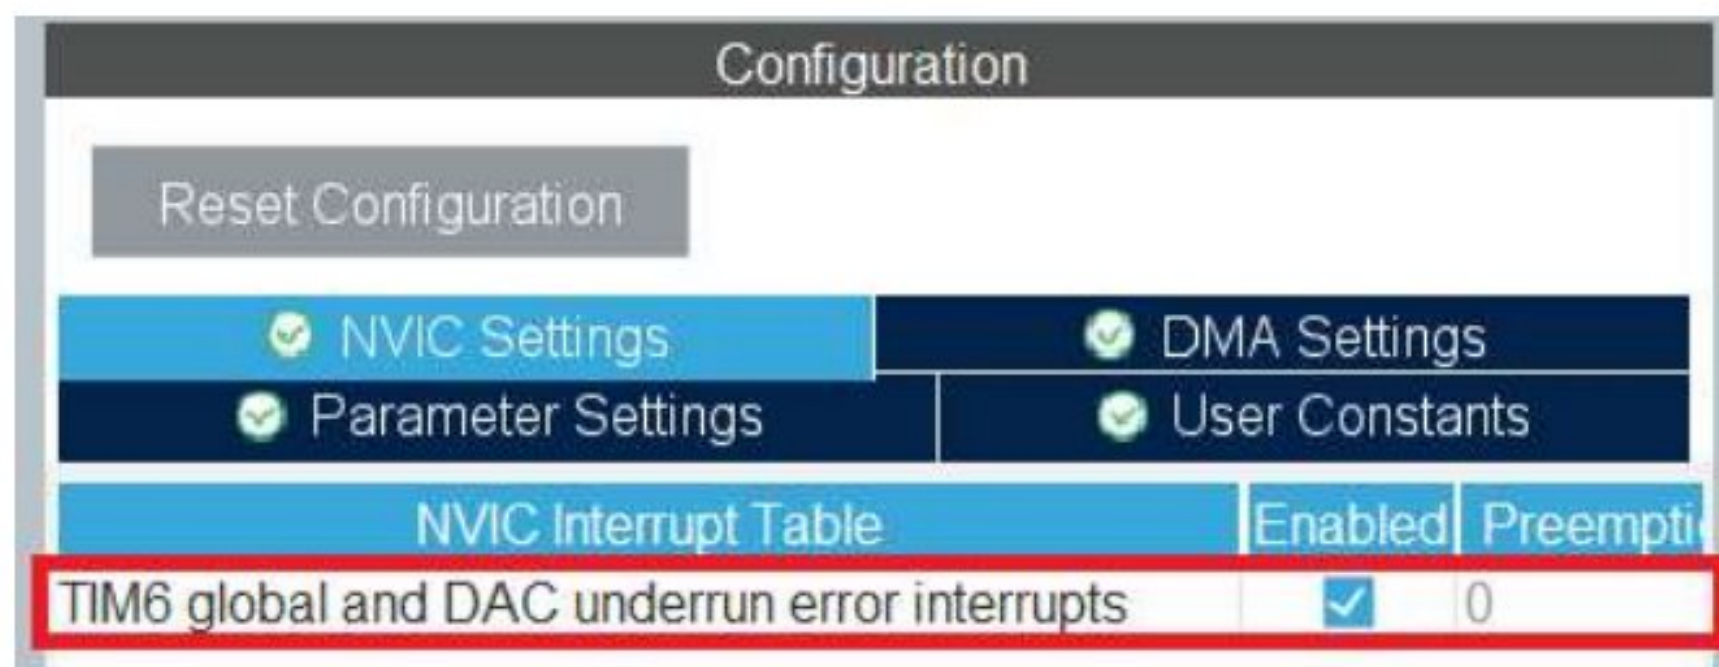 Configuration
Reset Configuration
NVIC Settings DMA Settings
Parameter Settings User Constants
NVIC Interrupt Table Enabled Preempti
TIM6 global and DAC underrun error interrupts 0